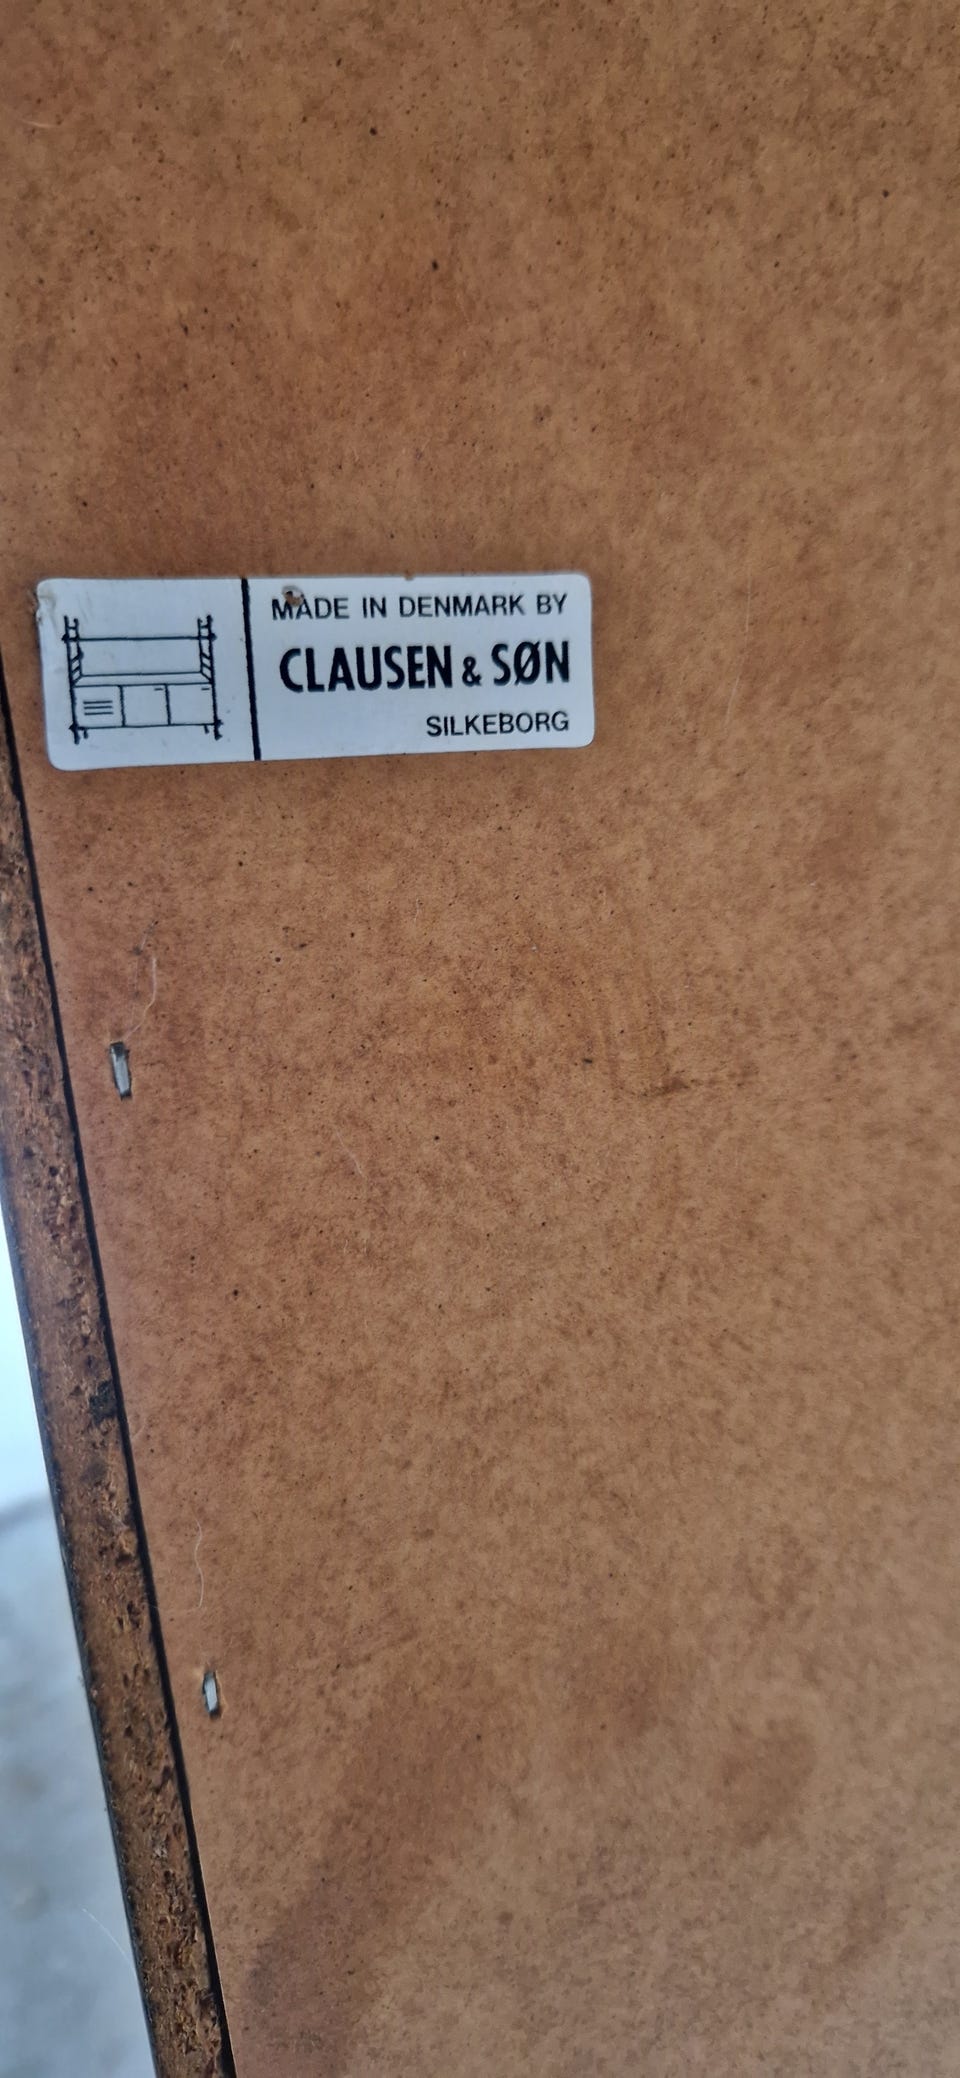 MADE IN DENMARK BY
CLAUSEN & SØN
SILKEBORG